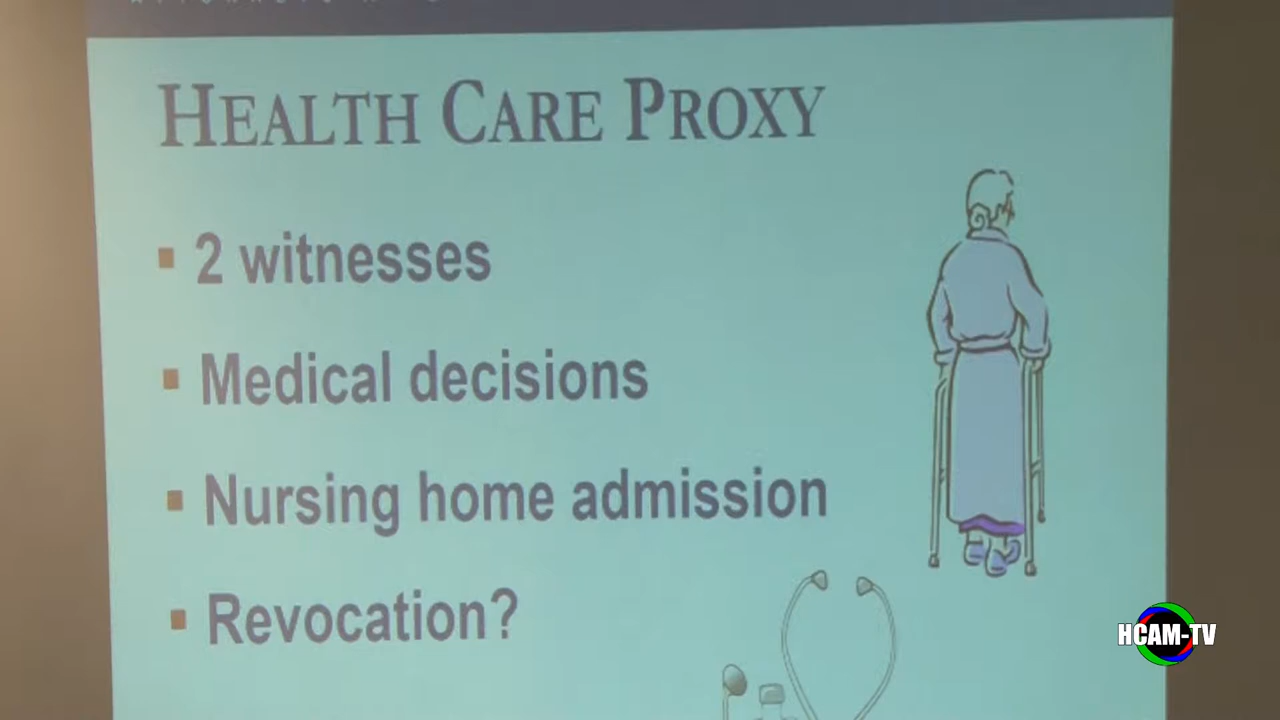 HEALTH CARE PROXY
2 witnesses
Medical decisions
Nursing home admission
Revocation?
HCAM-TV